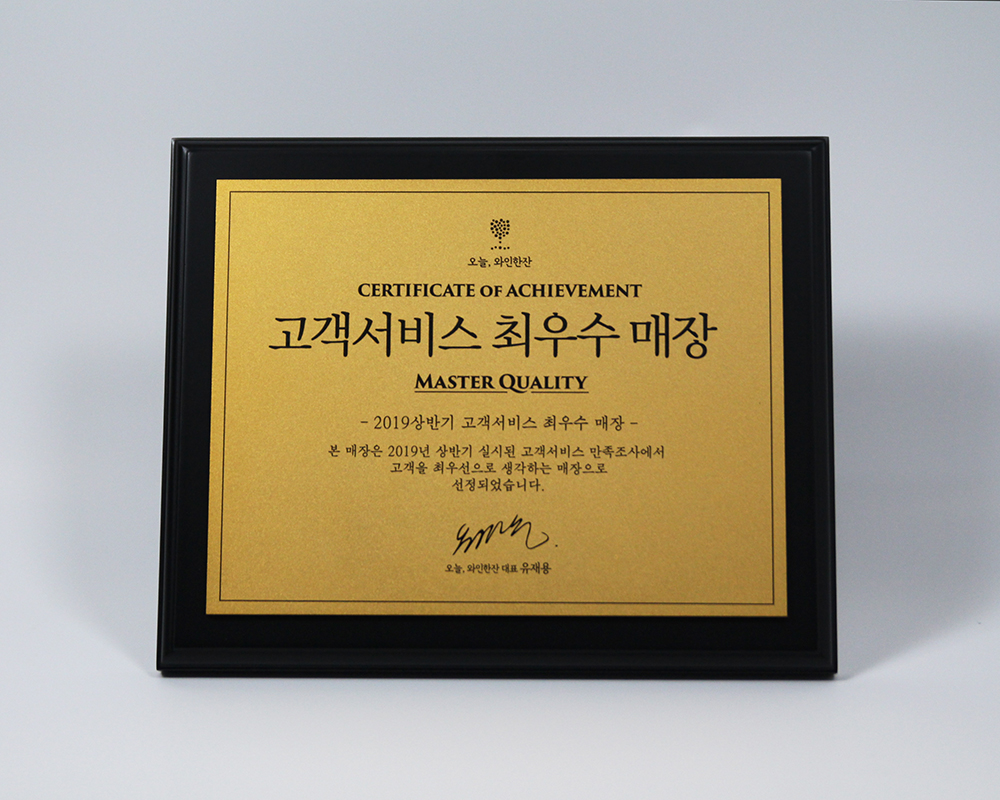 오늘, 와인한잔
CERTIFICATE OF ACHIEVEMENT
고객서비스 최우수 매장
MASTER QUALITY
- 2019상반기 고객서비스 최우수 매장 -
본 매장은 2019년 상반기 실시된 고객서비스 만족조사에서
고객을 최우선으로 생각하는 매장으로
선정되었습니다.
오늘, 와인한잔 대표 유재용